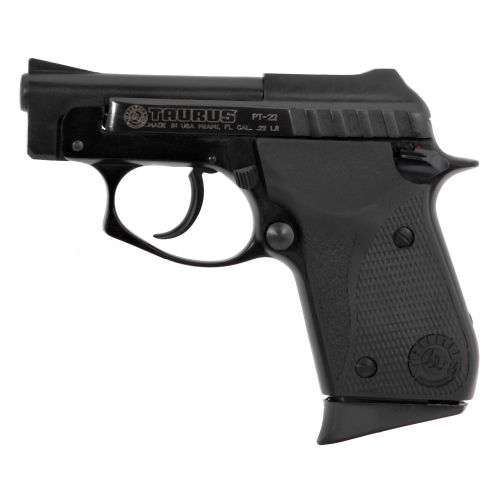 TAURUS PT-22
MADE IN USA MIAMI, FL. CAL. .22 LR